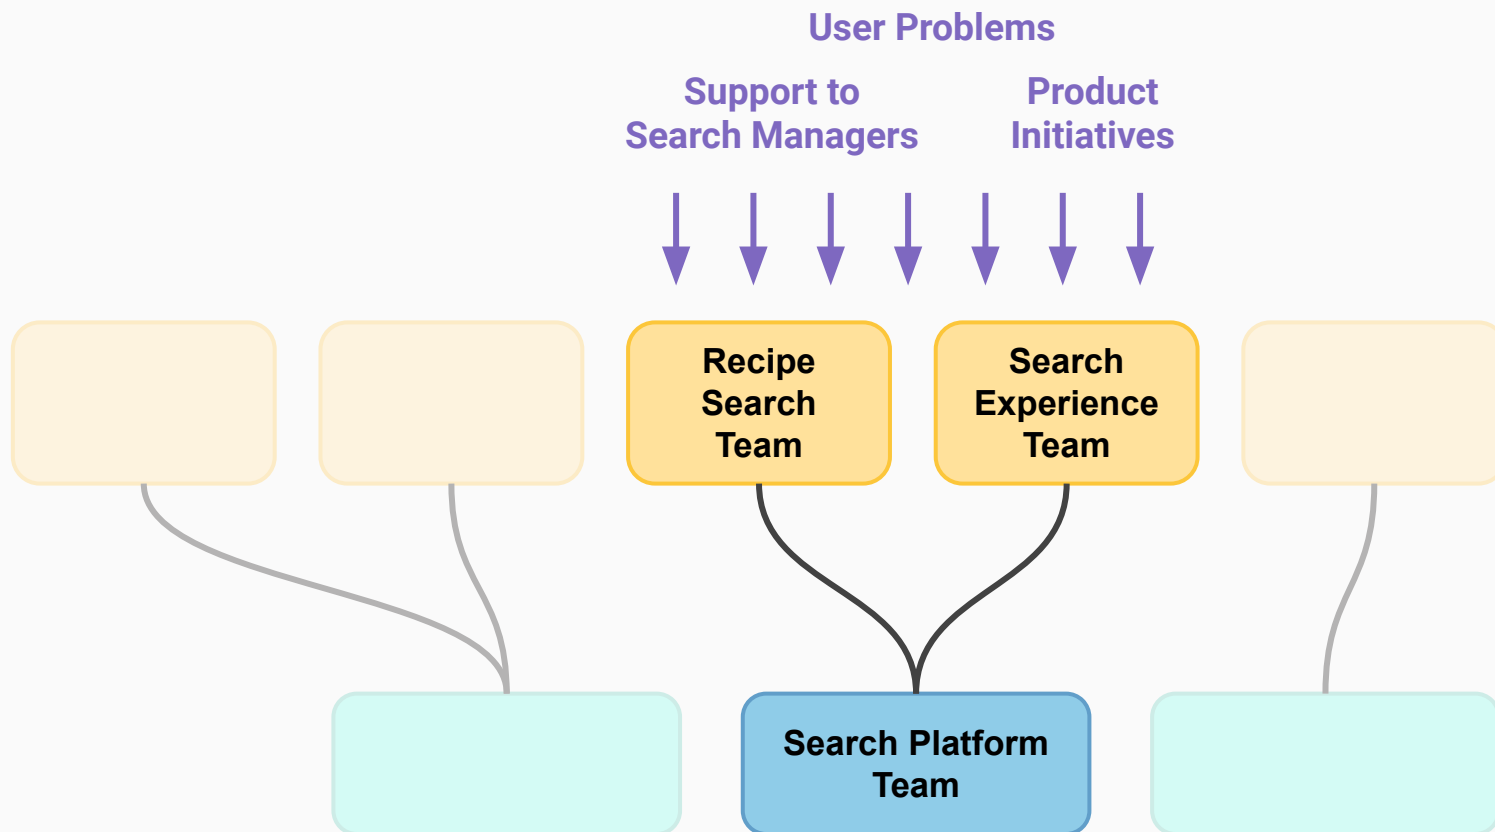 User Problems
Support to
Search Managers
Product
Initiatives
Recipe
Search
Team
Search
Experience
Team
Search Platform
Team